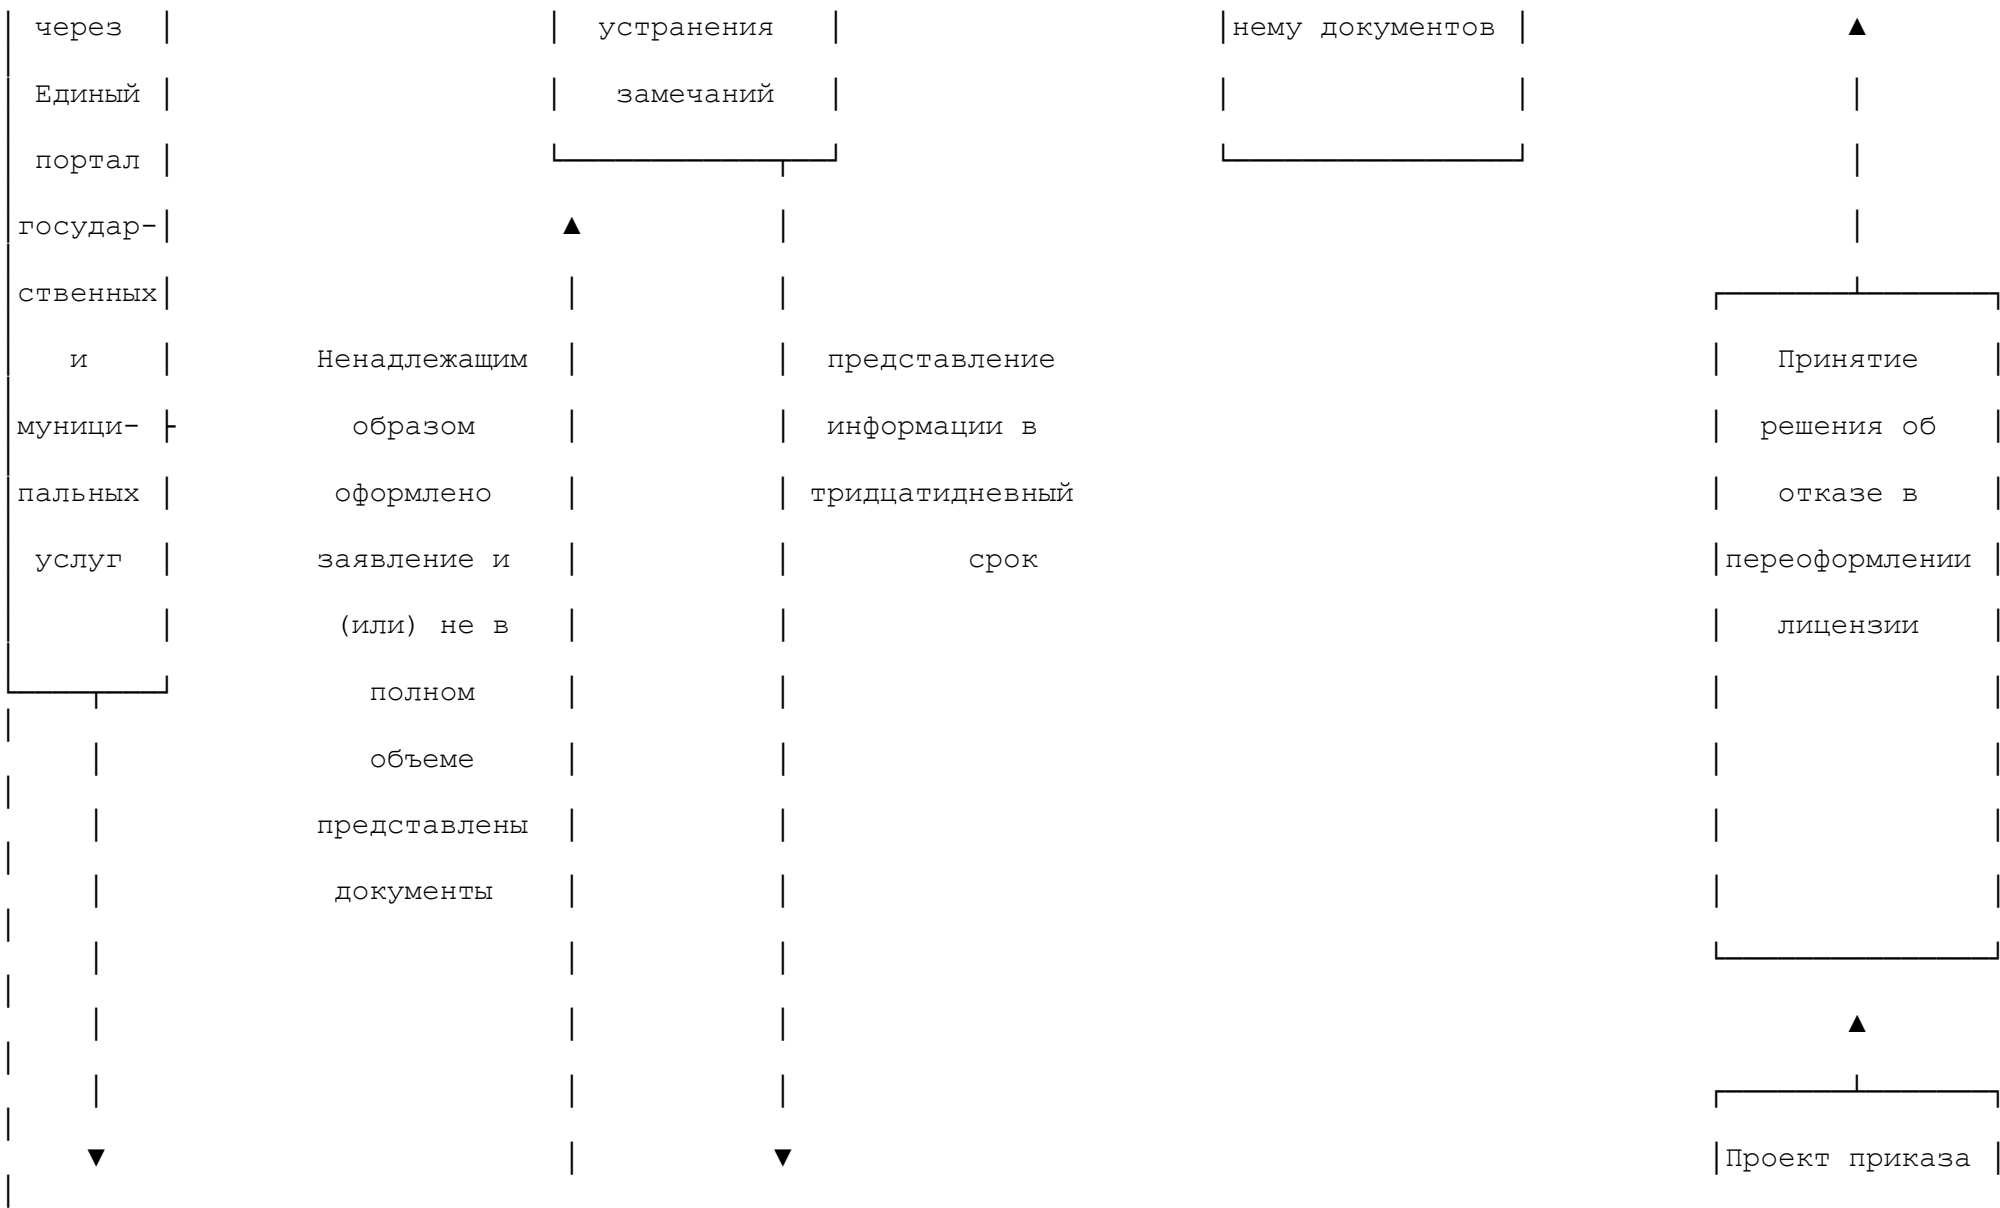 через устранения нему документов
Единый замечаний
портал
государ-
ственных
и Ненадлежащим представление Принятие
муници- образом информации в решения об
пальных оформлено тридцатидневный отказе в
услуг заявление и срок переоформлении
(или) не в лицензии
полном
объеме
представлены
документы
Проект приказа